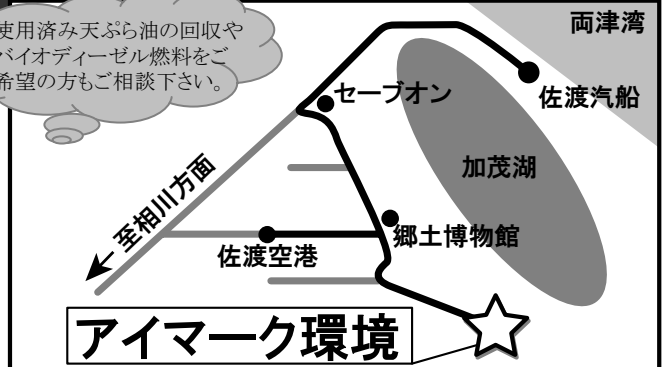 使用済み天ぷら油の回収や
バイオディーゼル燃料をご
希望の方もご相談下さい。
両津湾
佐渡汽船
セーブオン
加茂湖
至相川方面
郷土博物館
佐渡空港
アイマーク環境